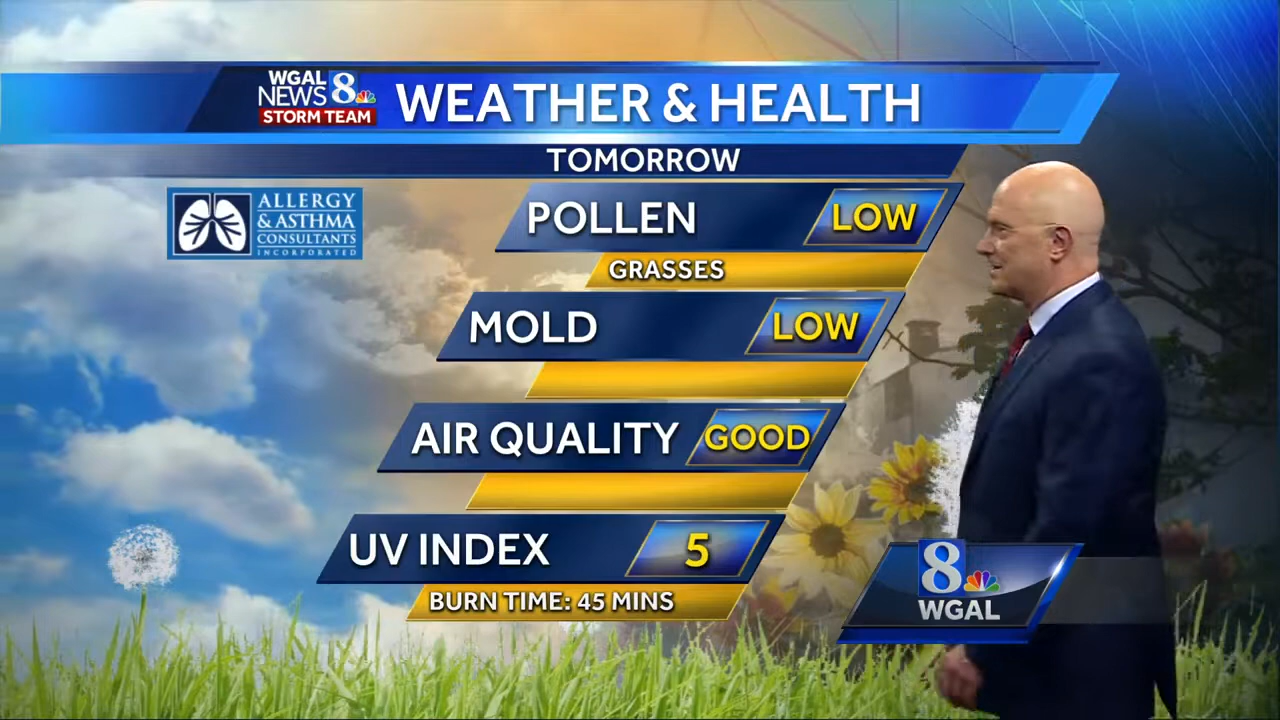 WGAL
NEWS 8
STORM TEAM
WEATHER & HEALTH
TOMORROW
ALLERGY
& ASTHMA
CONSULTANTS
INCORPORATED
POLLEN LOW
GRASSES
MOLD LOW
AIR QUALITY GOOD
UV INDEX 5
BURN TIME: 45 MINS
8
WGAL